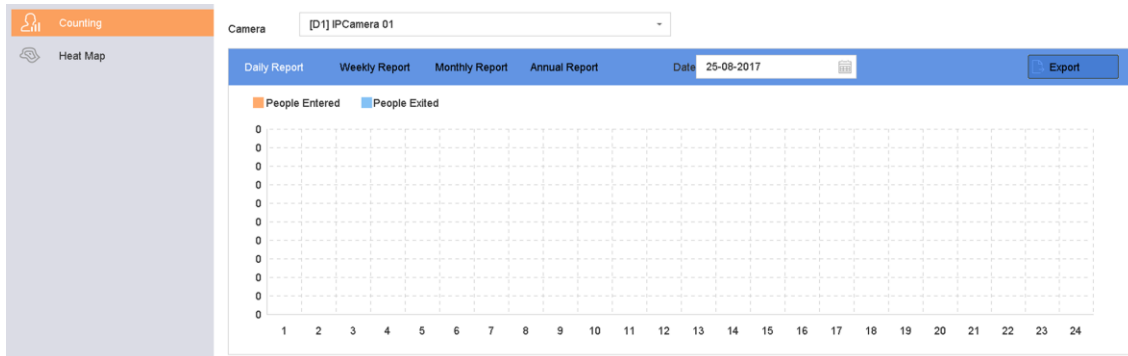 Counting
Heat Map
Camera [D1] IPCamera 01
Daily Report Weekly Report Monthly Report Annual Report Date 25-08-2017 Export
People Entered People Exited
0
0
0
0
0
0
0
0
0
0
0
1 2 3 4 5 6 7 8 9 10 11 12 13 14 15 16 17 18 19 20 21 22 23 24